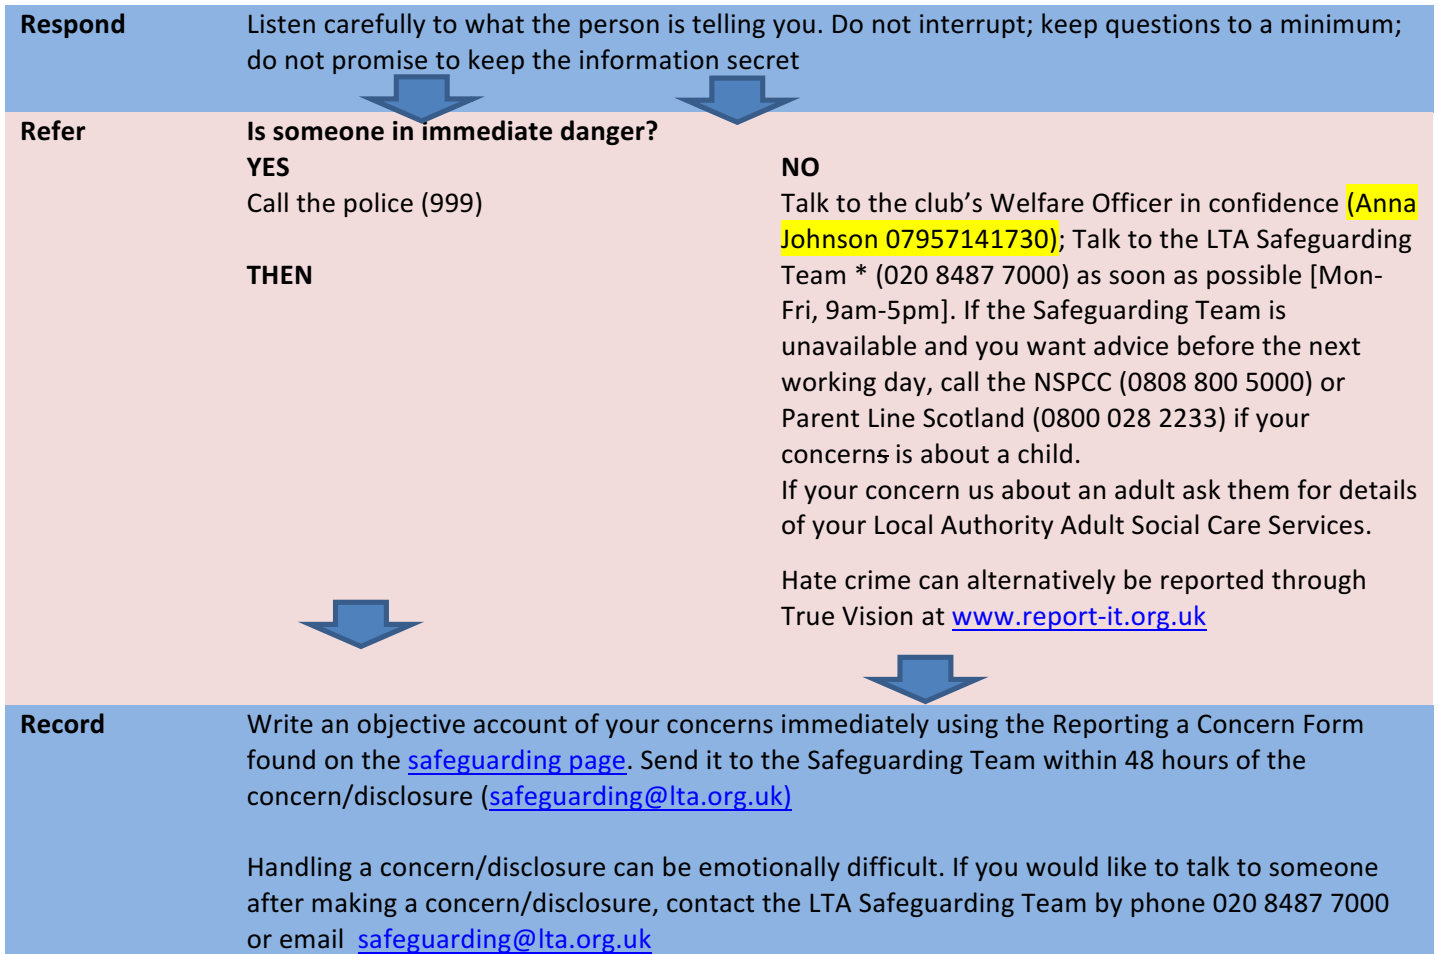 Respond
Listen carefully to what the person is telling you. Do not interrupt; keep questions to a minimum;
do not promise to keep the information secret
Refer
Is someone in immediate danger?
YES
Call the police (999)
THEN
NO
Talk to the club’s Welfare Officer in confidence (Anna
Johnson 07957141730); Talk to the LTA Safeguarding
Team * (020 8487 7000) as soon as possible [Mon-
Fri, 9am-5pm]. If the Safeguarding Team is
unavailable and you want advice before the next
working day, call the NSPCC (0808 800 5000) or
Parent Line Scotland (0800 028 2233) if your
concerns is about a child.
If your concern us about an adult ask them for details
of your Local Authority Adult Social Care Services.
Hate crime can alternatively be reported through
True Vision at www.report-it.org.uk
Record
Write an objective account of your concerns immediately using the Reporting a Concern Form
found on the safeguarding page. Send it to the Safeguarding Team within 48 hours of the
concern/disclosure (safeguarding@lta.org.uk)
Handling a concern/disclosure can be emotionally difficult. If you would like to talk to someone
after making a concern/disclosure, contact the LTA Safeguarding Team by phone 020 8487 7000
or email safeguarding@lta.org.uk